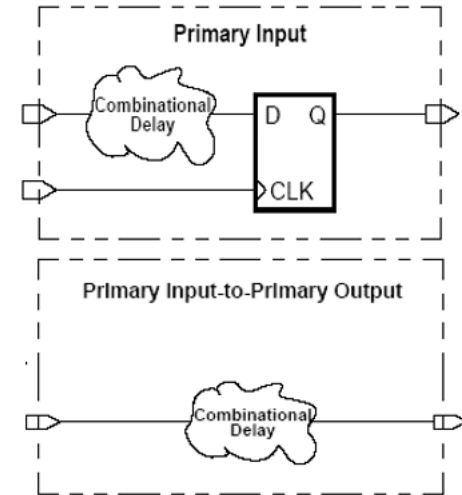 Primary Input
Combinational
Delay
D Q
CLK
PrImary Input-to-PrImary Output
Combinational
Delay